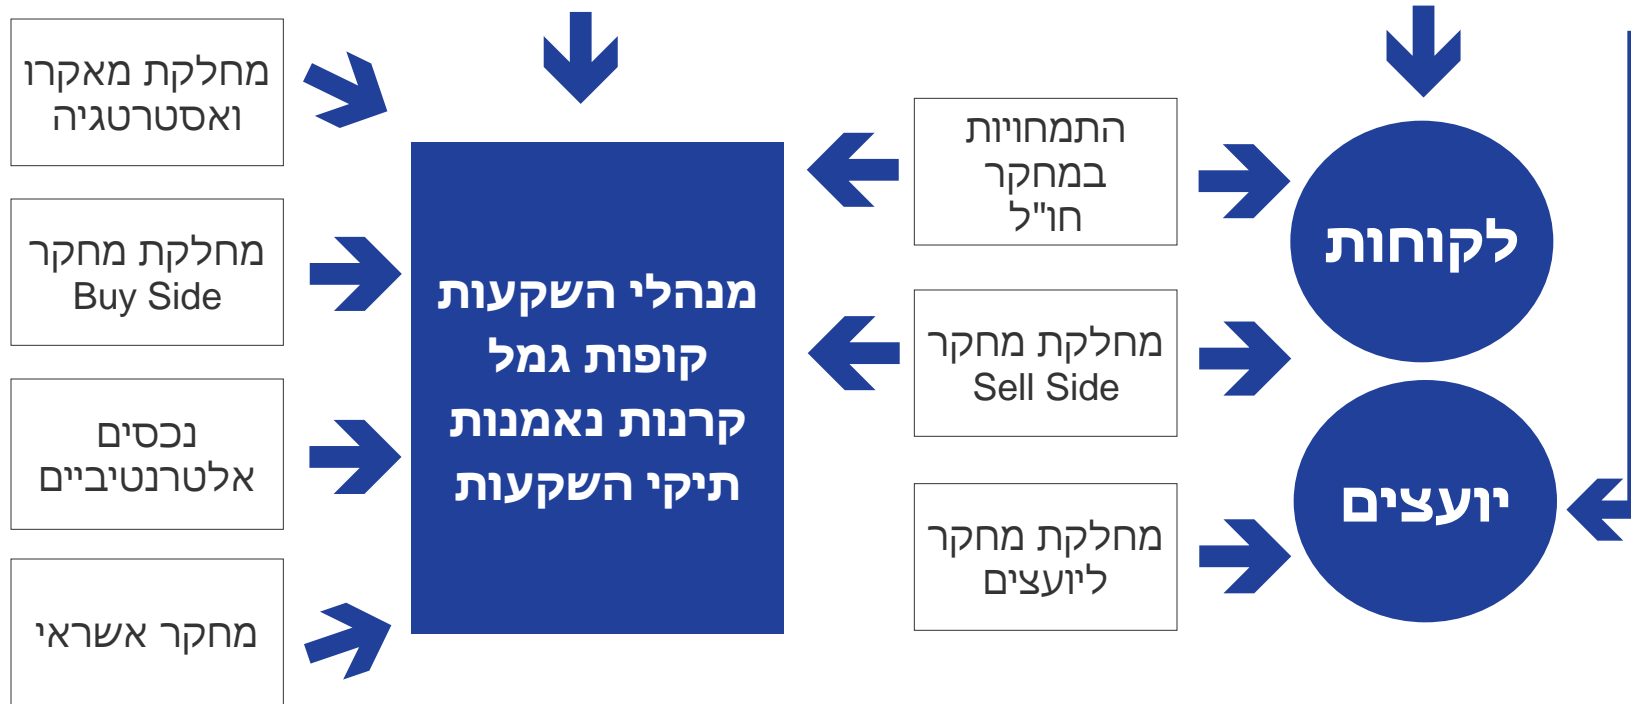 לקוחות
יועצים
התמחויות
במחקר
חו"ל
מחלקת מחקר
Sell Side
מחלקת מחקר
ליועצים
מנהלי השקעות
קופות גמל
קרנות נאמנות
תיקי השקעות
מחלקת מאקרו
ואסטרטגיה
מחלקת מחקר
Buy Side
נכסים
אלטרנטיביים
מחקר אשראי